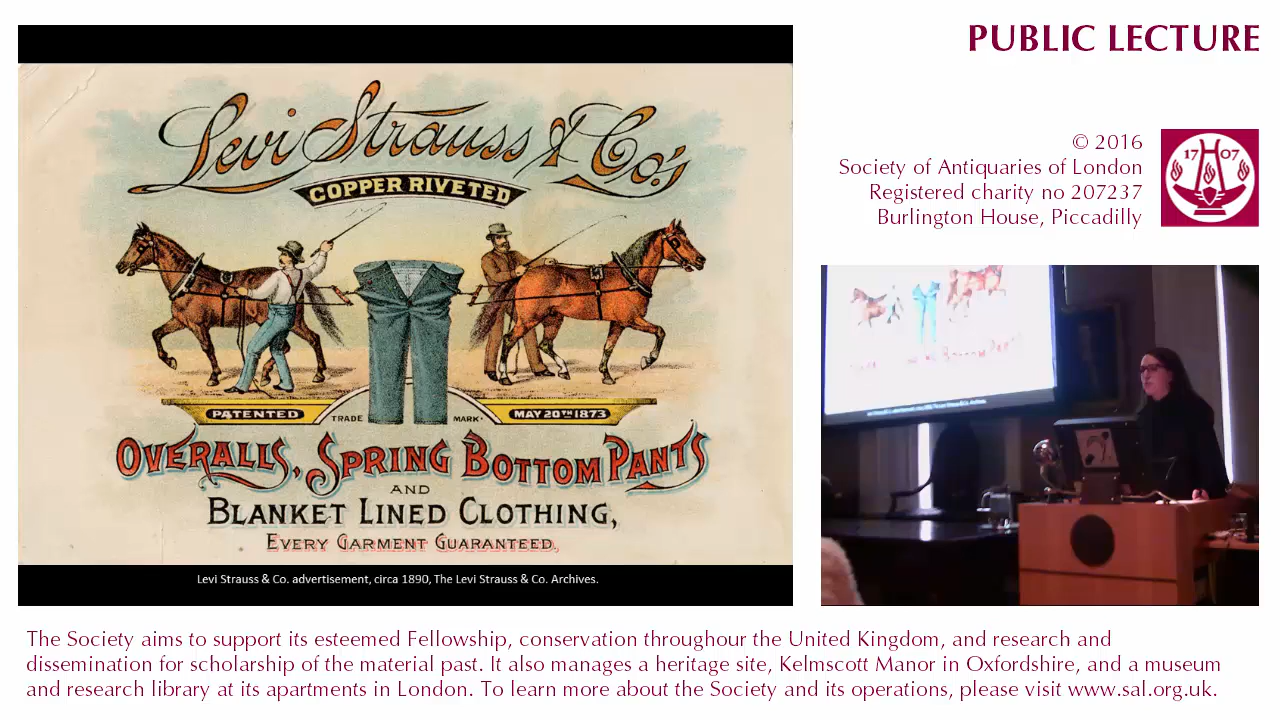 PUBLIC LECTURE
© 2016
Society of Antiquaries of London
Registered charity no 207237
Burlington House, Piccadilly
17 07
Levi Strauss & Co's
COPPER RIVETED
PATENTED
TRADE MARK.
MAY 20TH 1873
OVERALLS, SPRING BOTTOM PANTS
AND
BLANKET LINED CLOTHING,
EVERY GARMENT GUARANTEED.
Levi Strauss & Co. advertisement, circa 1890, The Levi Strauss & Co. Archives.
BOTTOM PANTS
The Society aims to support its esteemed Fellowship, conservation throughour the United Kingdom, and research and
dissemination for scholarship of the material past. It also manages a heritage site, Kelmscott Manor in Oxfordshire, and a museum
and research library at its apartments in London. To learn more about the Society and its operations, please visit www.sal.org.uk.